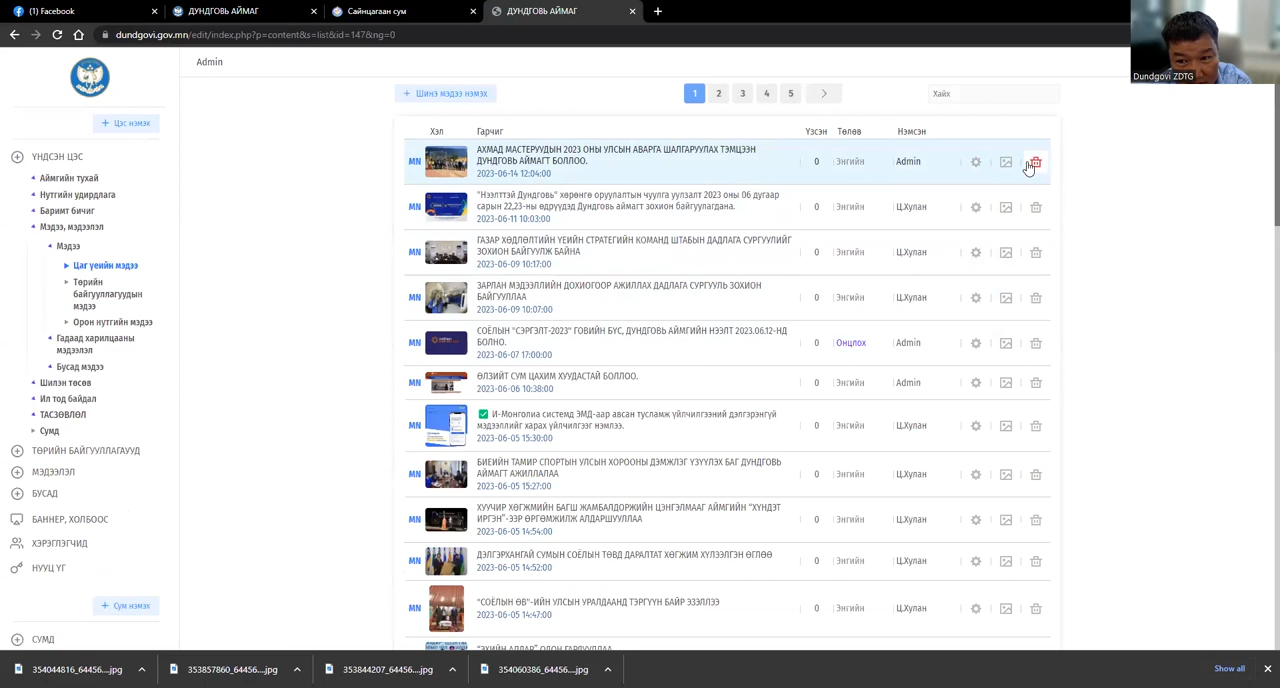 (1) Facebook
ДУНДГОВЬ АЙМАГ
Сайнцагаан сум
ДУНДГОВЬ АЙМАГ
dundgovi.gov.mn/edit/index.php?p=content&s=list&id=147&ng=0
Dundgovi ZDTG
Admin
Цэс нэмэх
ҮНДСЭН ЦЭС
Аймгийн тухай
Нутгийн удирдлага
Баримт бичиг
Мэдээ, мэдээлэл
Мэдээ
Цаг үеийн мэдээ
Төрийн
байгууллагуудын
мэдээ
Орон нутгийн мэдээ
Гадаад харилцааны
мэдээлэл
Бусад мэдээ
Шилэн төсөв
Ил тод байдал
ТАСЗӨВЛӨЛ
Сумд
ТӨРИЙН БАЙГУУЛЛАГАУУД
МЭДЭЭЛЭЛ
БУСАД
БАННЕР, ХОЛБООС
ХЭРЭГЛЭГЧИД
НУУЦ ҮГ
Сум нэмэх
СУМД
Шинэ мэдээ нэмэх
1 2 3 4 5
Хайх
Хэл Гарчиг Үзсэн Төлөв Нэмсэн
MN АХМАД МАСТЕРУУДЫН 2023 ОНЫ УЛСЫН АВАРГА ШАЛГАРУУЛАХ ТЭМЦЭЭН
ДУНДГОВЬ АЙМАГТ БОЛЛОО. 0 Энгийн Admin
2023-06-14 12:04:00
MN "Нээлттэй Дундговь" хөрөнгө оруулалтын чуулга уулзалт 2023 оны 06 дугаар
сарын 22,23-ны өдрүүдэд Дундговь аймагт зохион байгуулагдана. 0 Энгийн Ц.Хулан
2023-06-11 10:03:00
MN ГАЗАР ХӨДЛӨЛТИЙН ҮЕИЙН СТРАТЕГИЙН КОМАНД ШТАБЫН ДАДЛАГА СУРГУУЛИЙГ
ЗОХИОН БАЙГУУЛЖ БАЙНА 0 Энгийн Ц.Хулан
2023-06-09 10:17:00
MN ЗАРЛАН МЭДЭЭЛЛИЙН ДОХИОГООР АЖИЛЛАХ ДАДЛАГА СУРГУУЛЬ ЗОХИОН
БАЙГУУЛЛАА 0 Энгийн Ц.Хулан
2023-06-09 10:07:00
MN СОЁЛЫН "СЭРГЭЛТ-2023" ГОВИЙН БҮС, ДУНДГОВЬ АЙМГИЙН НЭЭЛТ 2023.06.12-НД
БОЛНО. 0 Онцлох Admin
2023-06-07 17:00:00
MN ӨЛЗИЙТ СУМ ЦАХИМ ХУУДАСТАЙ БОЛЛОО. 0 Энгийн Admin
2023-06-06 10:38:00
MN ✅ И-Монголиа системд ЭМД-аар авсан тусламж үйлчилгээний дэлгэрэнгүй
мэдээллийг харах үйлчилгээг нэмлээ. 0 Энгийн Ц.Хулан
2023-06-05 15:30:00
MN БИЕИЙН ТАМИР СПОРТЫН УЛСЫН ХОРООНЫ ДЭМЖЛЭГ ҮЗҮҮЛЭХ БАГ ДУНДГОВЬ
АЙМАГТ АЖИЛЛАЛАА 0 Энгийн Ц.Хулан
2023-06-05 15:27:00
MN ХУУЧИР ХӨГЖМИЙН БАГШ ЖАМБАЛДОРЖИЙН ЦЭНГЭЛМААГ АЙМГИЙН "ХҮНДЭТ
ИРГЭН"-ЭЭР ӨРГӨМЖИЛЖ АЛДАРШУУЛЛАА 0 Энгийн Ц.Хулан
2023-06-05 14:54:00
MN ДЭЛГЭРХАНГАЙ СУМЫН СОЁЛЫН ТӨВД ДАРАЛТАТ ХӨГЖИМ ХҮЛЭЭЛГЭН ӨГЛӨӨ 0 Энгийн Ц.Хулан
2023-06-05 14:52:00
MN "СОЁЛЫН ӨВ"-ИЙН УЛСЫН УРАЛДААНД ТЭРГҮҮН БАЙР ЭЗЭЛЛЭЭ 0 Энгийн Ц.Хулан
2023-06-05 14:47:00
354044816_64456....jpg
353857860_64456....jpg
353844207_64456....jpg
354060386_64456....jpg
Show all